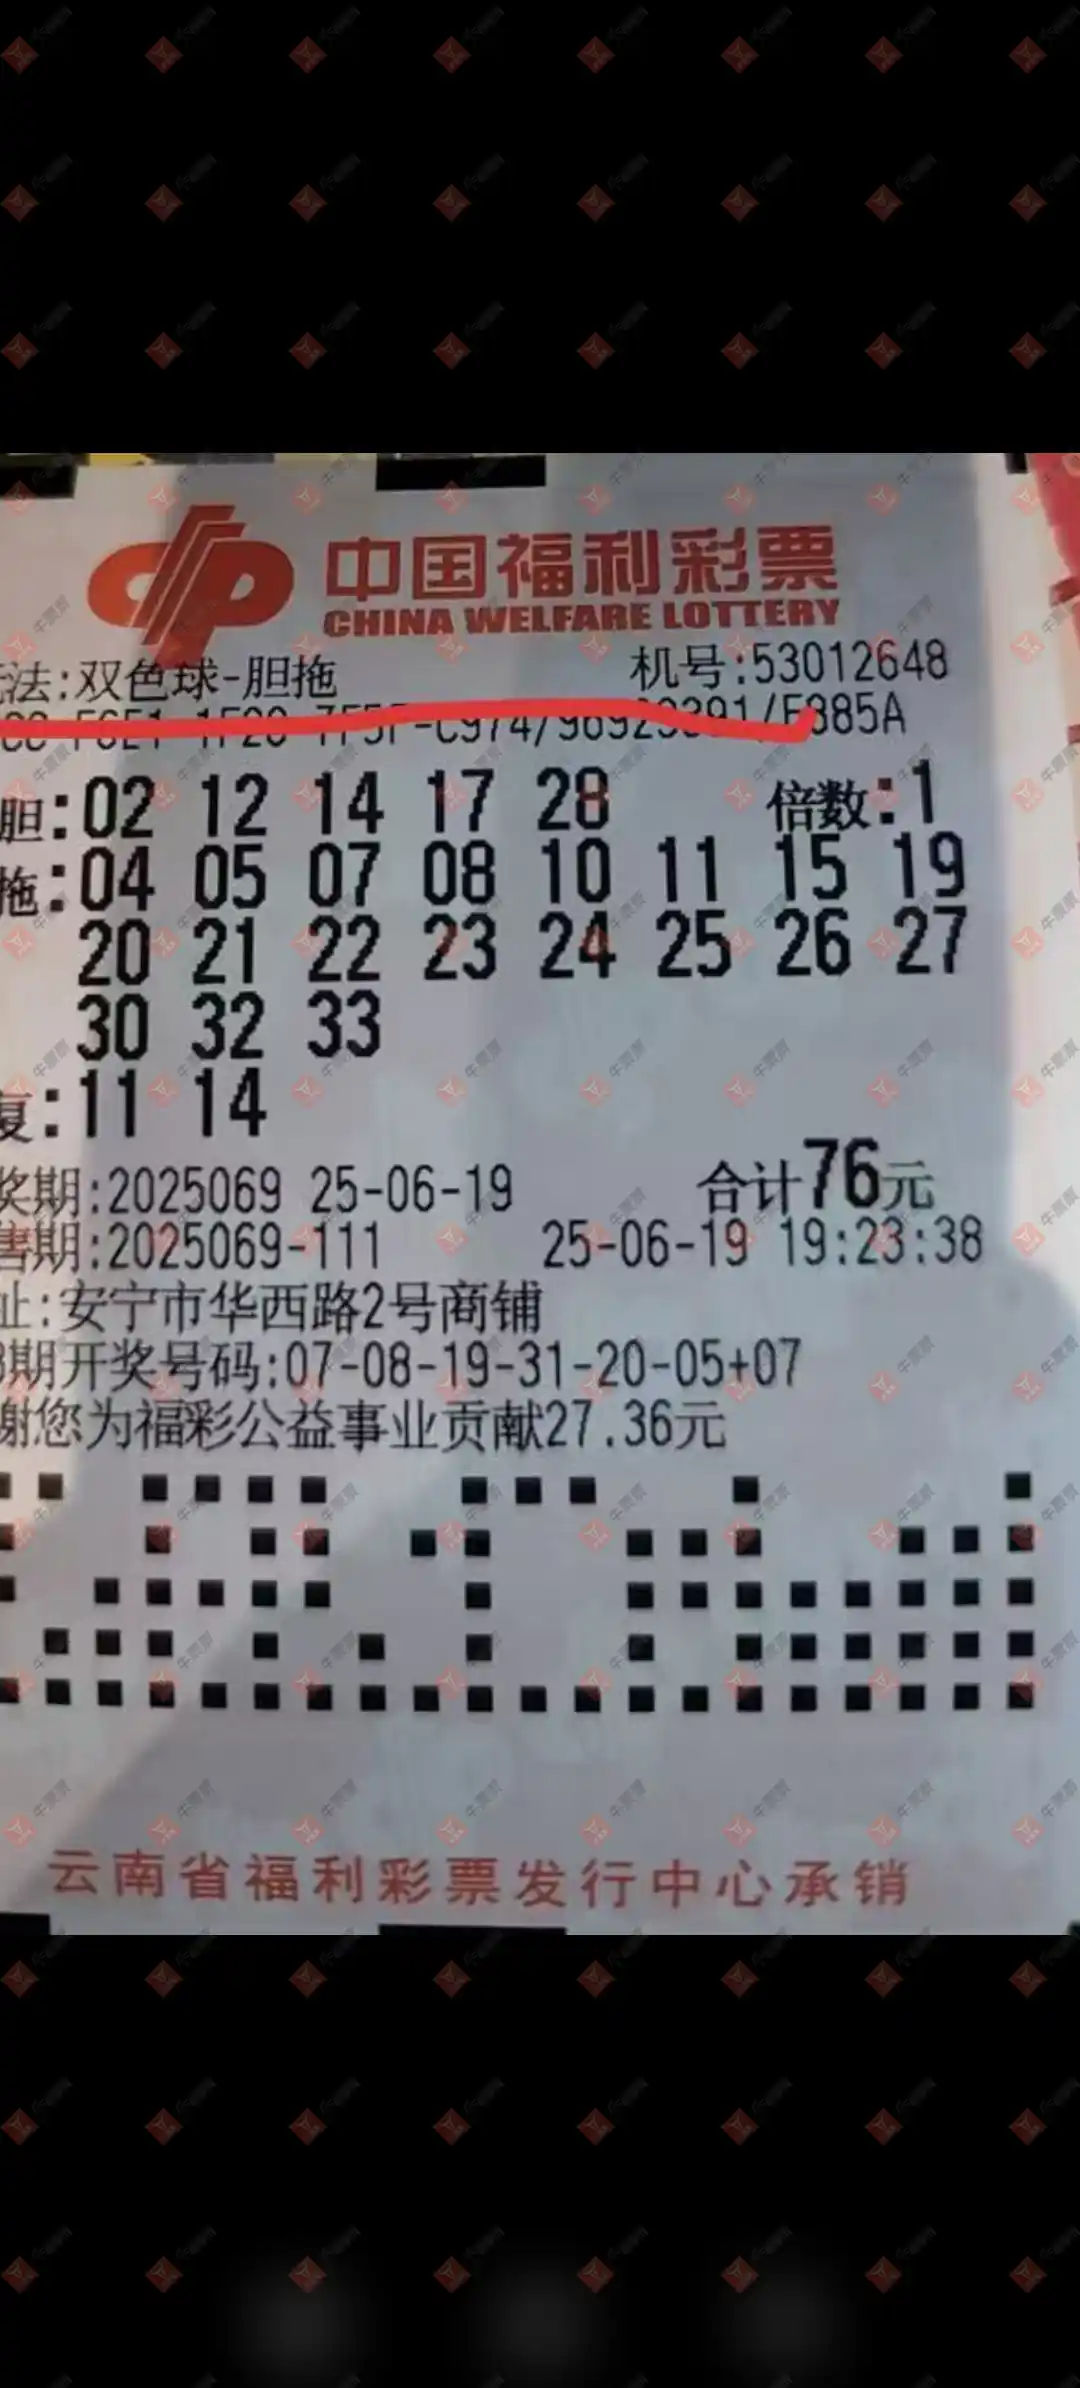 中国福利彩票
CHINA WELFARE LOTTERY
法:双色球-胆拖 机号:53012648
胆:02 12 14 17 28 倍数:1
拖:04 05 07 08 10 11 15 19
20 21 22 23 24 25 26 27
30 32 33
复:11 14
奖期:2025069 25-06-19 合计76元
售期:2025069-111 25-06-19 19:23:38
址:安宁市华西路2号商铺
期开奖号码:07-08-19-31-20-05+07
谢您为福彩公益事业贡献27.36元
云南省福利彩票发行中心承销